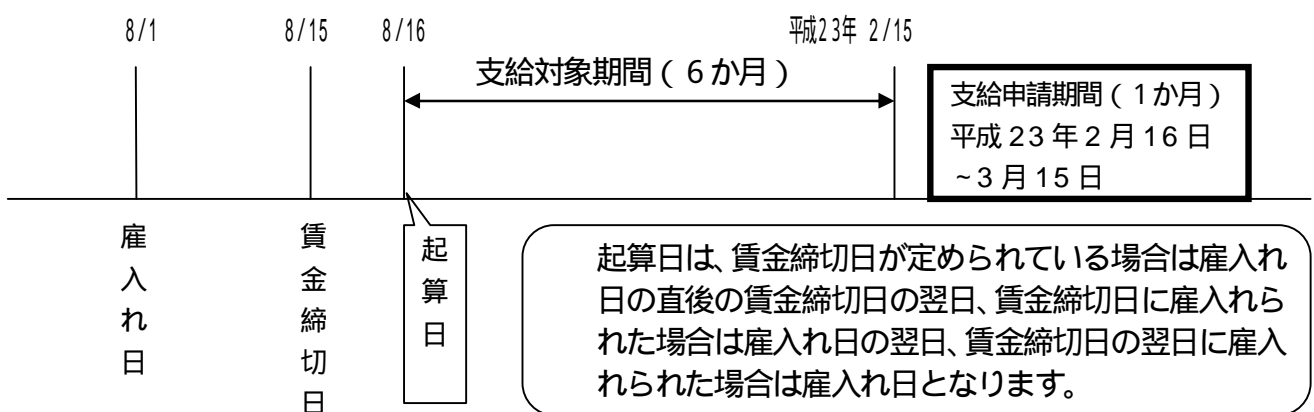 8/1 8/15 8/16 平成23年 2/15
支給対象期間（６か月）
支給申請期間（１か月）
平成２３年２月１６日
~３月１５日
雇入れ日
賃金締切日
起算日
起算日は、賃金締切日が定められている場合は雇入れ
日の直後の賃金締切日の翌日、賃金締切日に雇入れら
れた場合は雇入れ日の翌日、賃金締切日の翌日に雇入
れられた場合は雇入れ日となります。